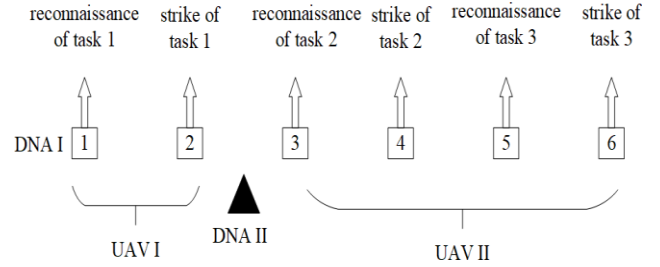 reconnaissance of task 1
strike of task 1
reconnaissance of task 2
strike of task 2
reconnaissance of task 3
strike of task 3
DNA I 1 2 3 4 5 6
UAV I
DNA II
UAV II